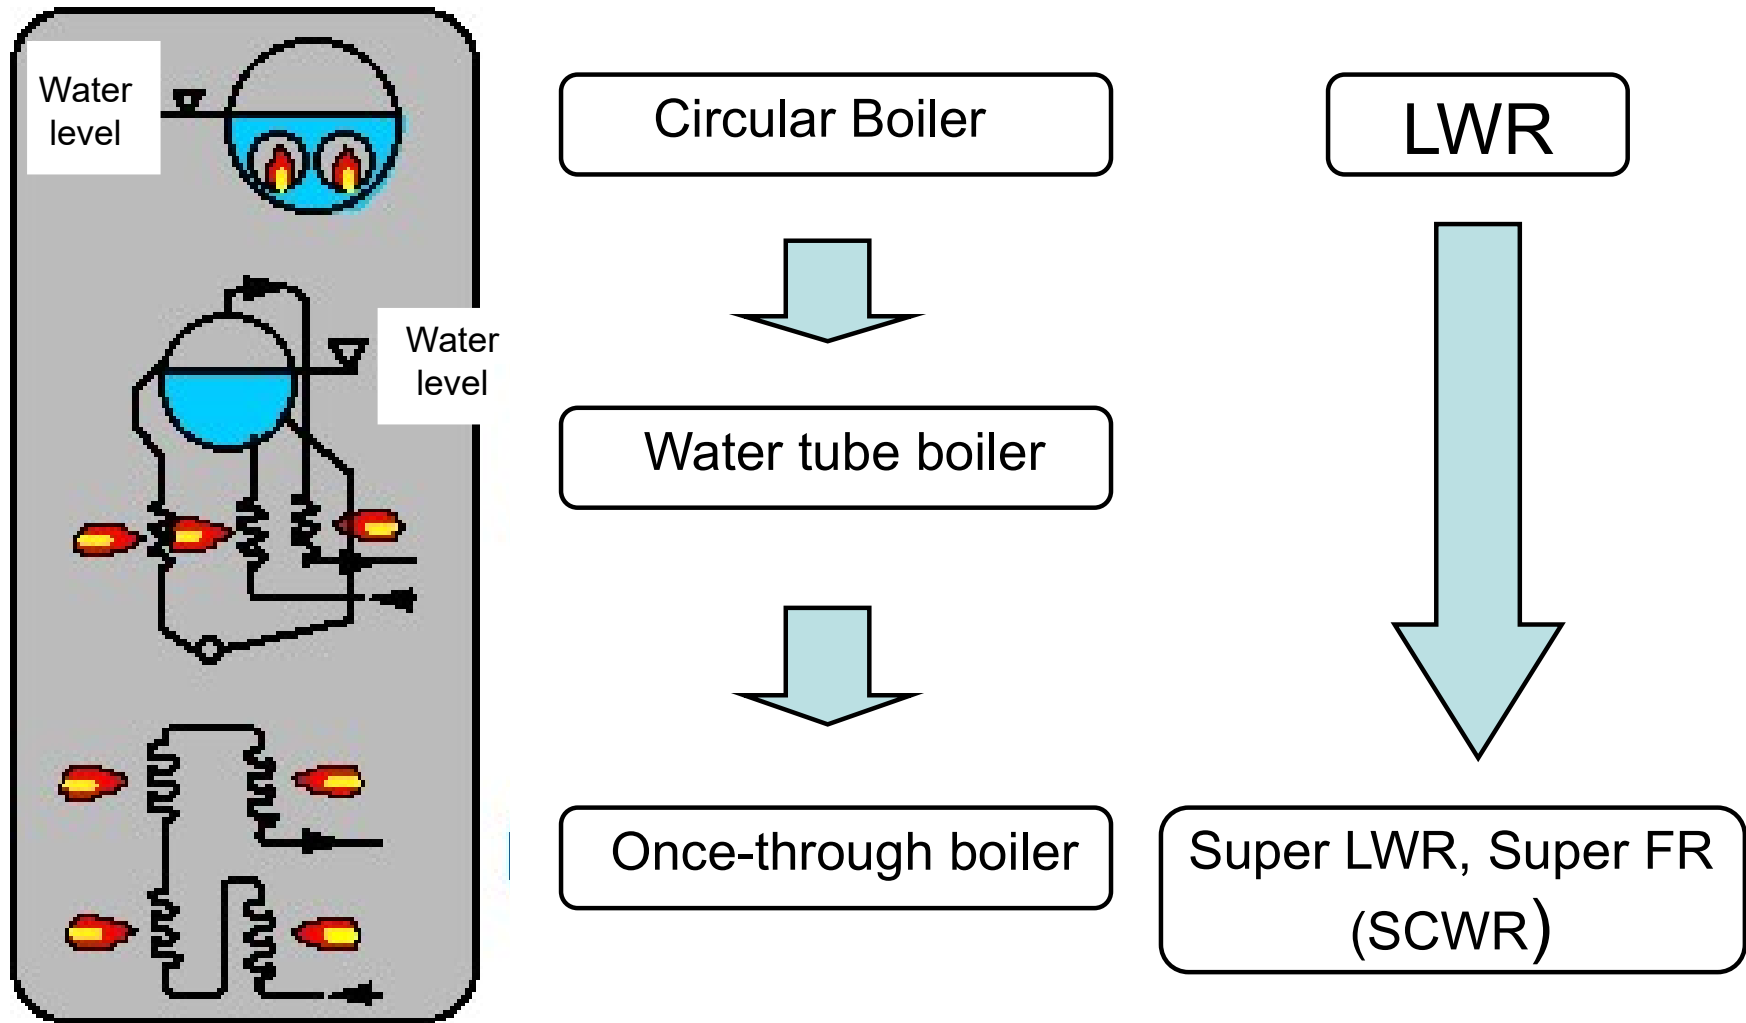 Water
level
Circular Boiler
LWR
Water
level
Water tube boiler
Once-through boiler
Super LWR, Super FR
(SCWR)